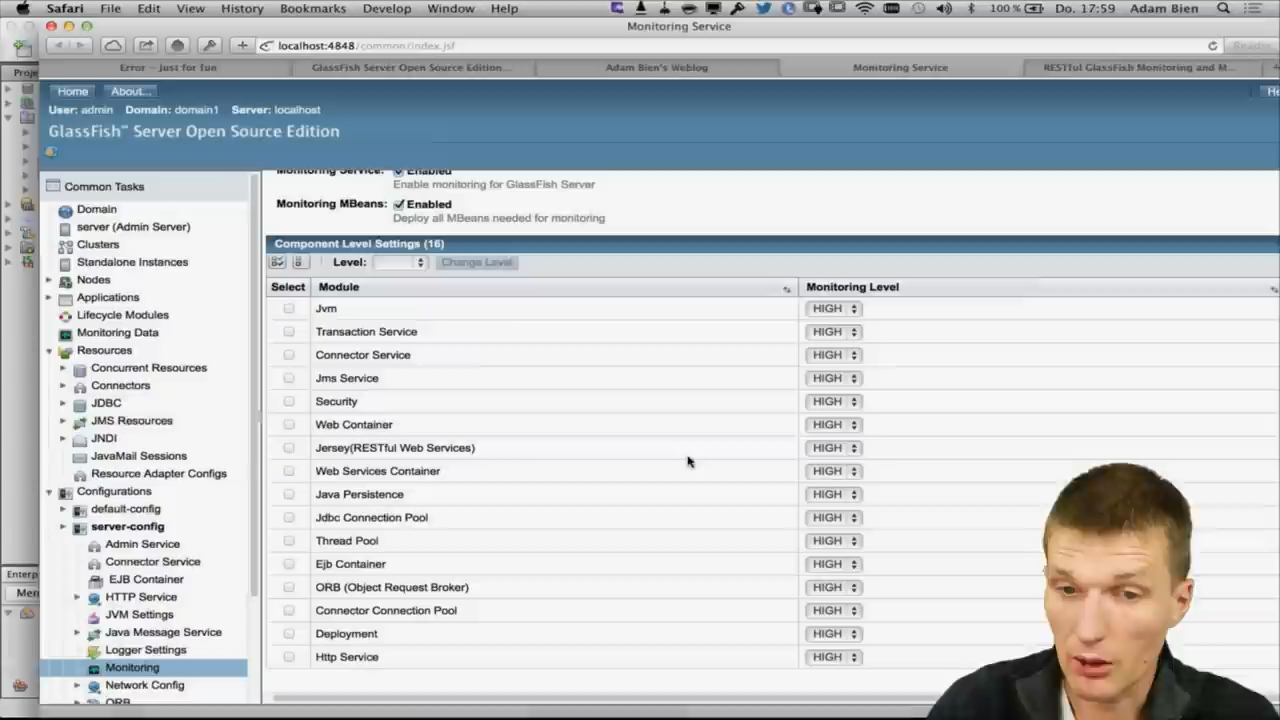 Safari File Edit View History Bookmarks Develop Window Help 100 % Do. 17:59 Adam Bien
Monitoring Service
localhost:4848/common/index.jsf
Reader
Error – just for fun GlassFish Server Open Source Edition... Adam Bien's Weblog Monitoring Service RESTful GlassFish Monitoring and M...
Proje
Home About... He
User: admin Domain: domain1 Server: localhost
GlassFish™ Server Open Source Edition
Common Tasks
Domain
server (Admin Server)
Clusters
Standalone Instances
Nodes
Applications
Lifecycle Modules
Monitoring Data
Resources
Concurrent Resources
Connectors
JDBC
JMS Resources
JNDI
JavaMail Sessions
Resource Adapter Configs
Configurations
default-config
server-config
Admin Service
Connector Service
EJB Container
HTTP Service
JVM Settings
Java Message Service
Logger Settings
Monitoring
Network Config
ORB
Enterp
Men
Monitoring Service: Enabled
Enable monitoring for GlassFish Server
Monitoring MBeans: Enabled
Deploy all MBeans needed for monitoring
Component Level Settings (16)
Level: Change Level
Select Module Monitoring Level
Jvm HIGH
Transaction Service HIGH
Connector Service HIGH
Jms Service HIGH
Security HIGH
Web Container HIGH
Jersey(RESTful Web Services) HIGH
Web Services Container HIGH
Java Persistence HIGH
Jdbc Connection Pool HIGH
Thread Pool HIGH
Ejb Container HIGH
ORB (Object Request Broker) HIGH
Connector Connection Pool HIGH
Deployment HIGH
Http Service HIGH